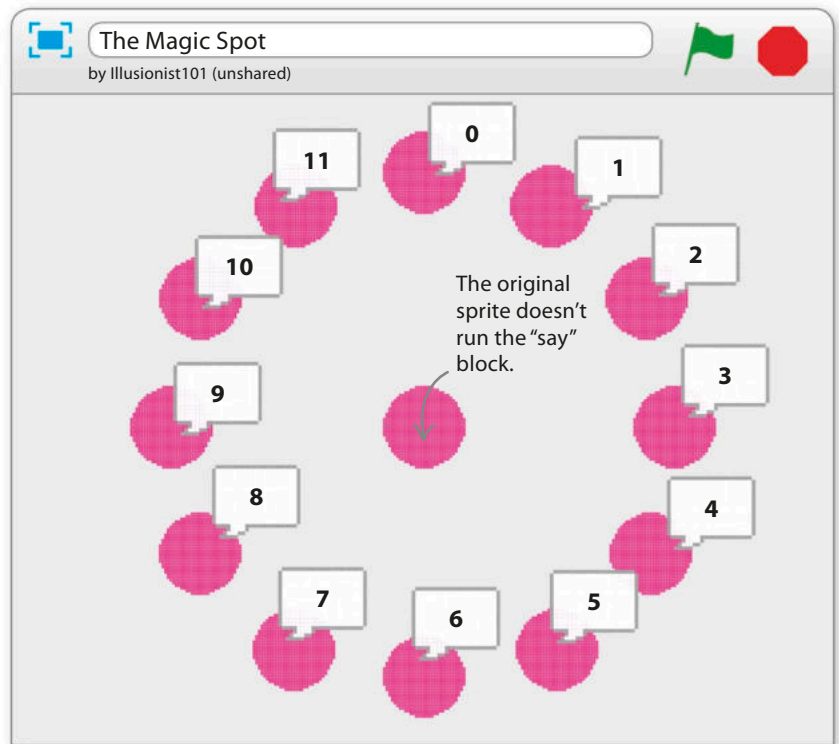 The Magic Spot
by Illusionist101 (unshared)
0
11
1
10
2
The original
sprite doesn’t
run the “say”
block.
9
3
8
4
7
6
5